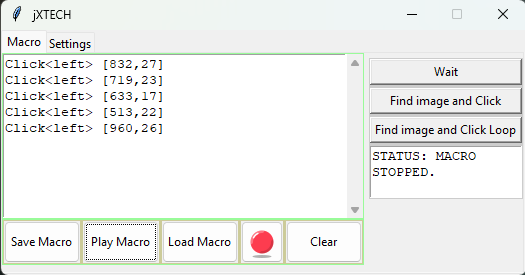 jXTECH
Macro Settings
Click<left> [832,27]
Click<left> [719,23]
Click<left> [633,17]
Click<left> [513,22]
Click<left> [960,26]
Wait
Find image and Click
Find image and Click Loop
STATUS: MACRO
STOPPED.
Save Macro Play Macro Load Macro Clear